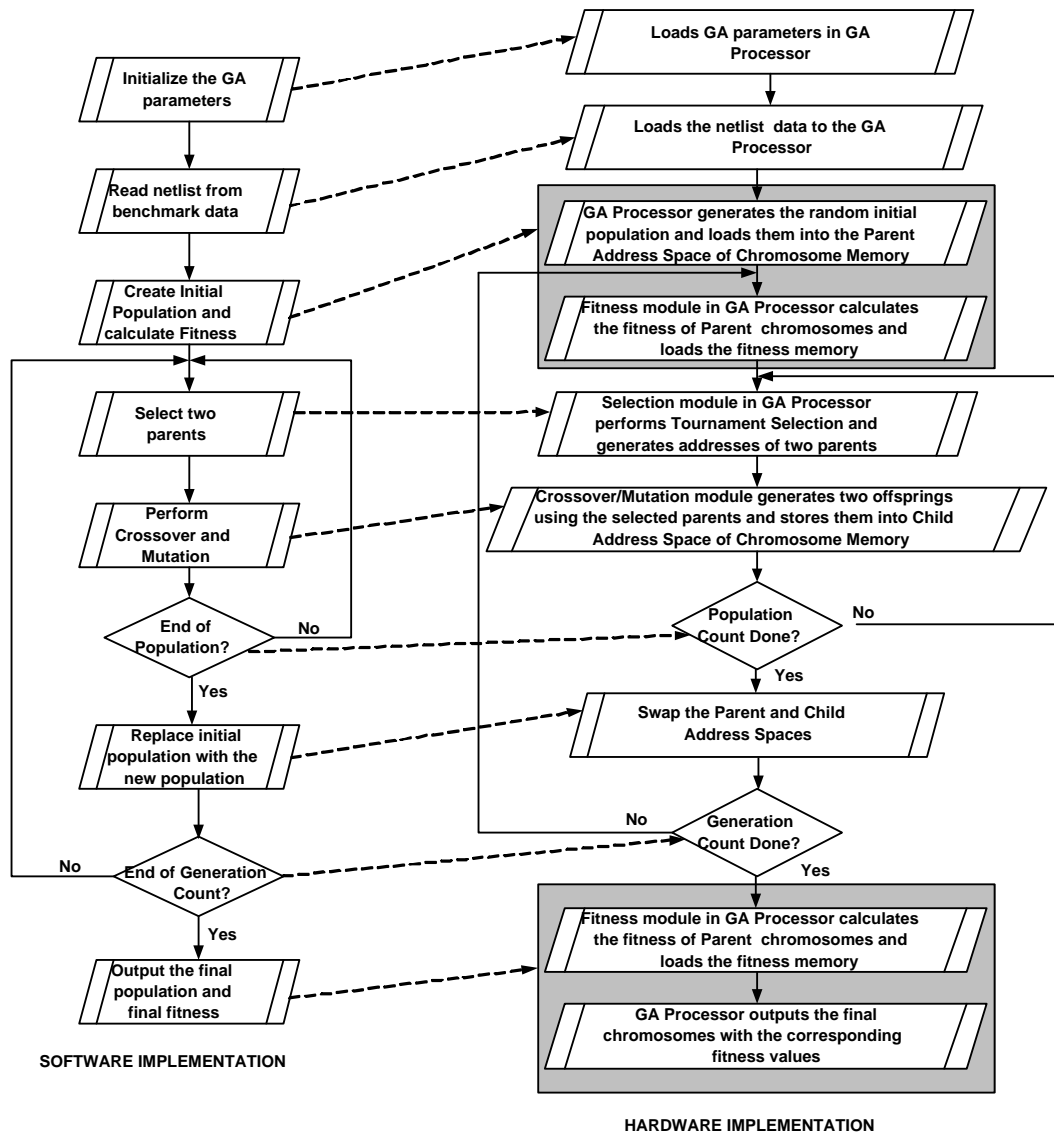 Initialize the GA
parameters
Read netlist from
benchmark data
Create Initial
Population and
calculate Fitness
Select two
parents
Perform
Crossover and
Mutation
End of
Population?
No
Yes
Replace initial
population with the
new population
End of Generation
Count?
No
Yes
Output the final
population and
final fitness
SOFTWARE IMPLEMENTATION
Loads GA parameters in GA
Processor
Loads the netlist data to the GA
Processor
GA Processor generates the random initial
population and loads them into the Parent
Address Space of Chromosome Memory
Fitness module in GA Processor calculates
the fitness of Parent chromosomes and
loads the fitness memory
Selection module in GA Processor
performs Tournament Selection and
generates addresses of two parents
Crossover/Mutation module generates two offsprings
using the selected parents and stores them into Child
Address Space of Chromosome Memory
Population
Count Done?
No
Yes
Swap the Parent and Child
Address Spaces
Generation
Count Done?
No
Yes
Fitness module in GA Processor calculates
the fitness of Parent chromosomes and
loads the fitness memory
GA Processor outputs the final
chromosomes with the corresponding
fitness values
HARDWARE IMPLEMENTATION